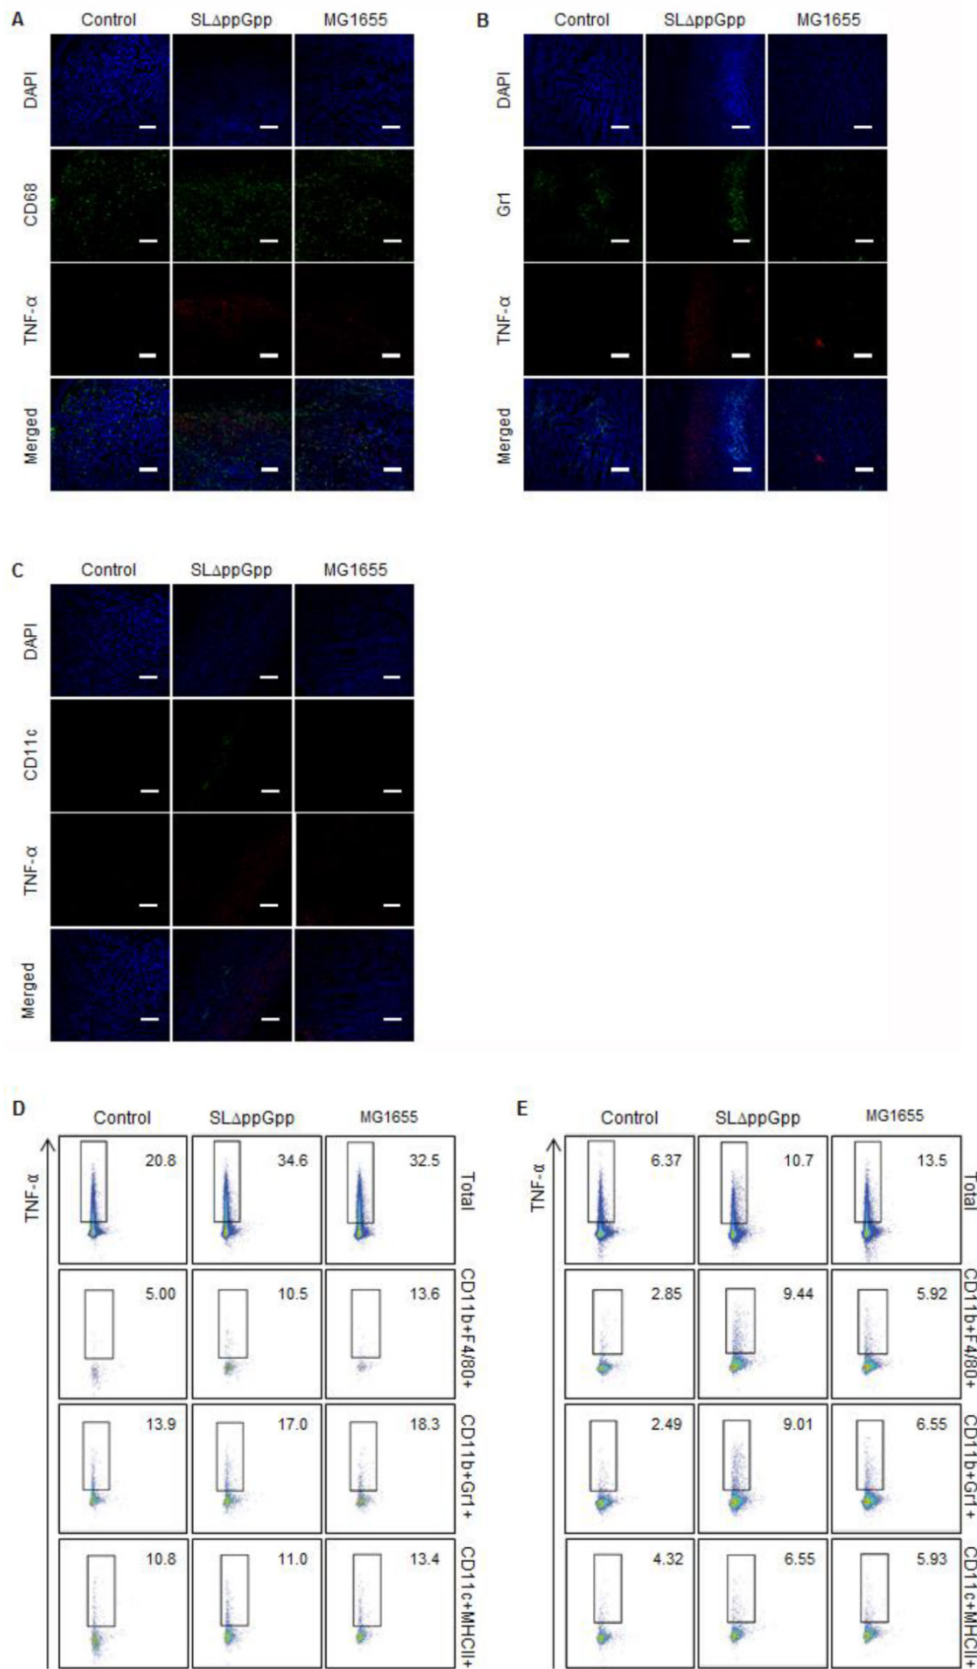 A
Control SLΔppGpp MG1655
DAPI
CD68
TNF-α
Merged
B
Control SLΔppGpp MG1655
DAPI
Gr1
TNF-α
Merged
C
Control SLΔppGpp MG1655
DAPI
CD11c
TNF-α
Merged
D
Control SLΔppGpp MG1655
TNF-α
20.8 34.6 32.5 Total
5.00 10.5 13.6 CD11b+F4/80+
13.9 17.0 18.3 CD11b+Gr1+
10.8 11.0 13.4 CD11c+MHCII+
E
Control SLΔppGpp MG1655
TNF-α
6.37 10.7 13.5 Total
2.85 9.44 5.92 CD11b+F4/80+
2.49 9.01 6.55 CD11b+Gr1+
4.32 6.55 5.93 CD11c+MHCII+